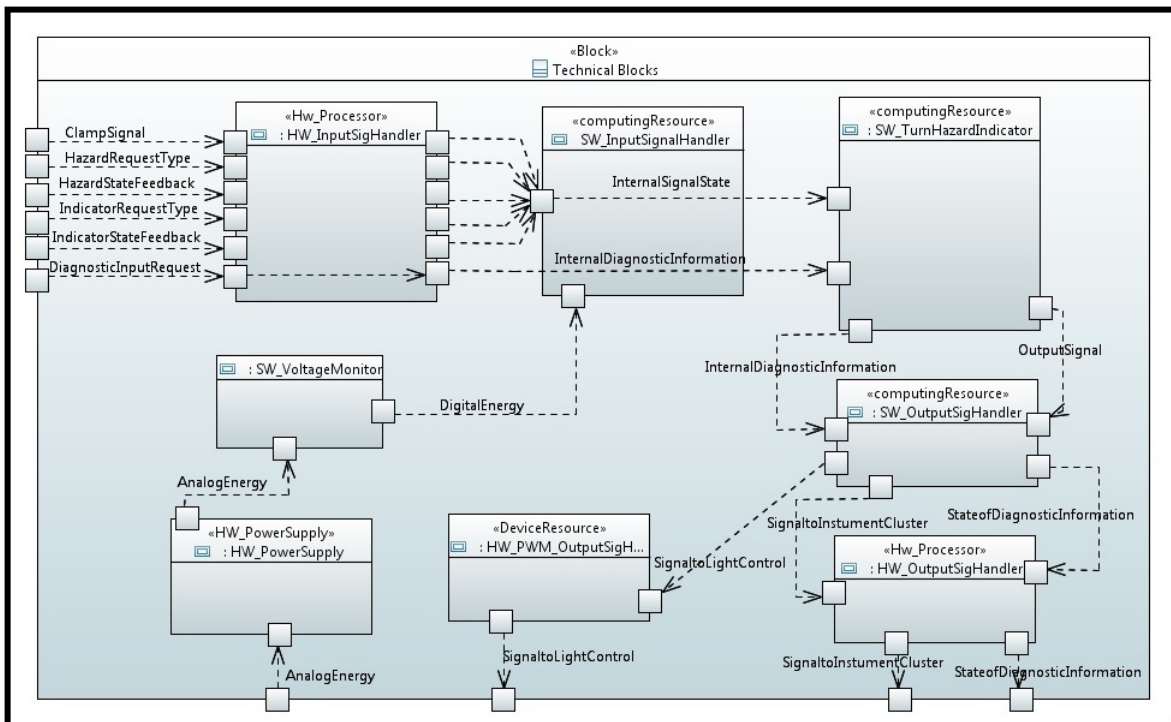 «Block»
Technical Blocks
«Hw_Processor»
: HW_InputSigHandler
«computingResource»
SW_InputSignalHandler
«computingResource»
: SW_TurnHazardIndicator
ClampSignal
HazardRequestType
HazardStateFeedback
IndicatorRequestType
IndicatorStateFeedback
DiagnosticInputRequest
InternalSignalState
InternalDiagnosticInformation
: SW_VoltageMonitor
DigitalEnergy
InternalDiagnosticInformation
OutputSignal
«computingResource»
: SW_OutputSigHandler
AnalogEnergy
«HW_PowerSupply»
: HW_PowerSupply
«DeviceResource»
: HW_PWM_OutputSigH...
SignaltoInstumentCluster
StateofDiagnosticInformation
«Hw_Processor»
: HW_OutputSigHandler
SignaltoLightControl
AnalogEnergy
SignaltoLightControl
SignaltoInstumentCluster
StateofDiagnosticInformation